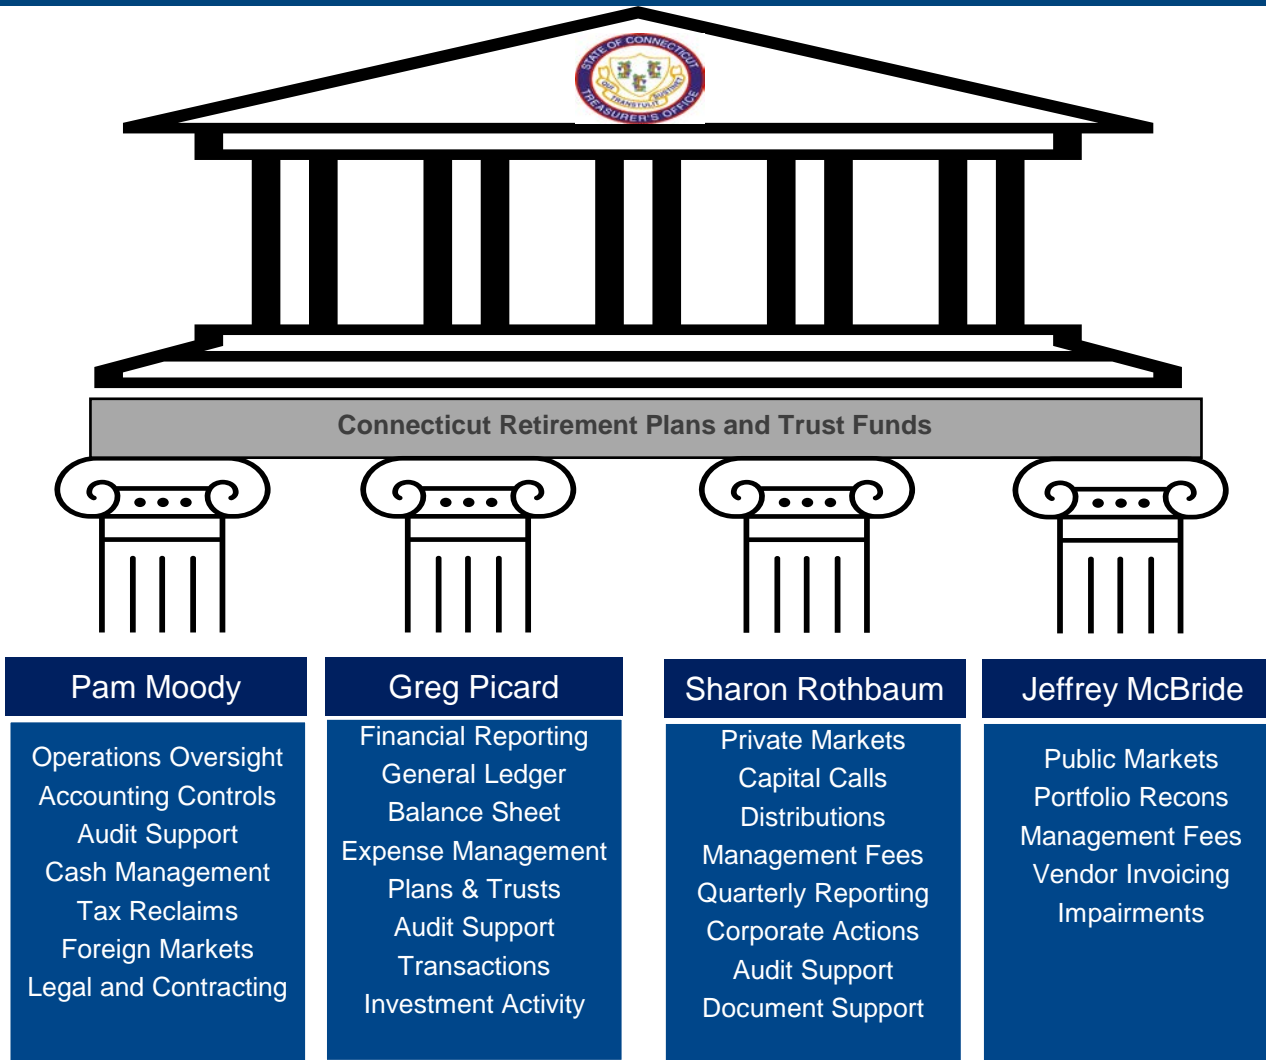 STATE OF CONNECTICUT
QUI TRANSTULIT SUSTINET
TREASURER'S OFFICE
Connecticut Retirement Plans and Trust Funds
Pam Moody
Operations Oversight
Accounting Controls
Audit Support
Cash Management
Tax Reclaims
Foreign Markets
Legal and Contracting
Greg Picard
Financial Reporting
General Ledger
Balance Sheet
Expense Management
Plans & Trusts
Audit Support
Transactions
Investment Activity
Sharon Rothbaum
Private Markets
Capital Calls
Distributions
Management Fees
Quarterly Reporting
Corporate Actions
Audit Support
Document Support
Jeffrey McBride
Public Markets
Portfolio Recons
Management Fees
Vendor Invoicing
Impairments